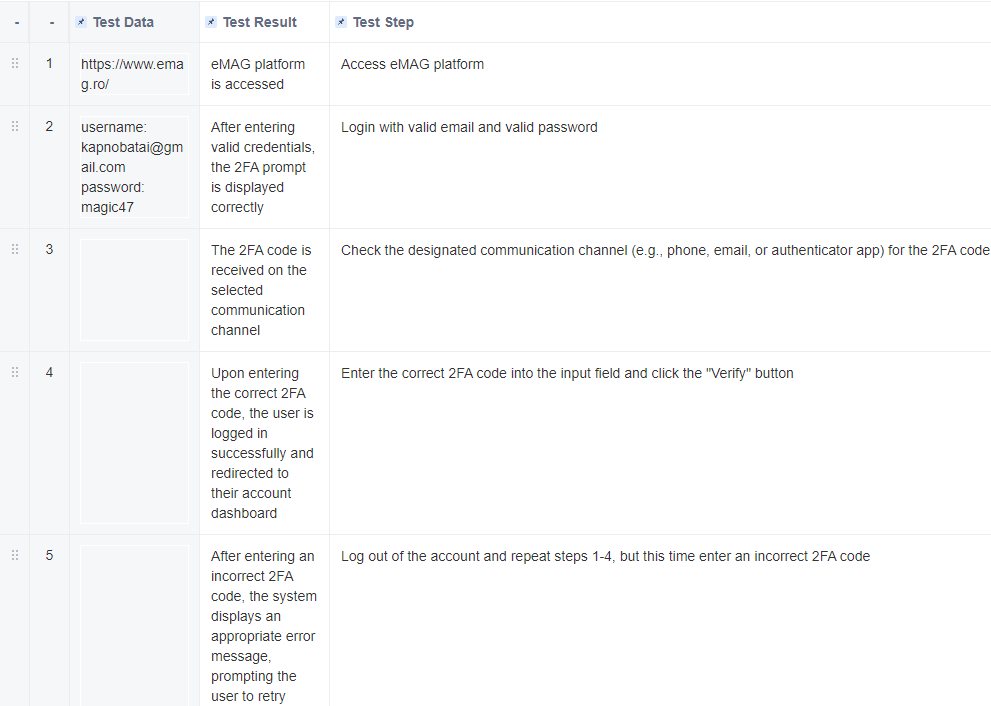 - - Test Data Test Result Test Step
1 https://www.ema eMAG platform Access eMAG platform
g.ro/ is accessed
2 username: After entering Login with valid email and valid password
kapnobatai@gm valid credentials,
ail.com the 2FA prompt
password: is displayed
magic47 correctly
3 The 2FA code is Check the designated communication channel (e.g., phone, email, or authenticator app) for the 2FA code
received on the
selected
communication
channel
4 Upon entering Enter the correct 2FA code into the input field and click the "Verify" button
the correct 2FA
code, the user is
logged in
successfully and
redirected to
their account
dashboard
5 After entering an Log out of the account and repeat steps 1-4, but this time enter an incorrect 2FA code
incorrect 2FA
code, the system
displays an
appropriate error
message,
prompting the
user to retry